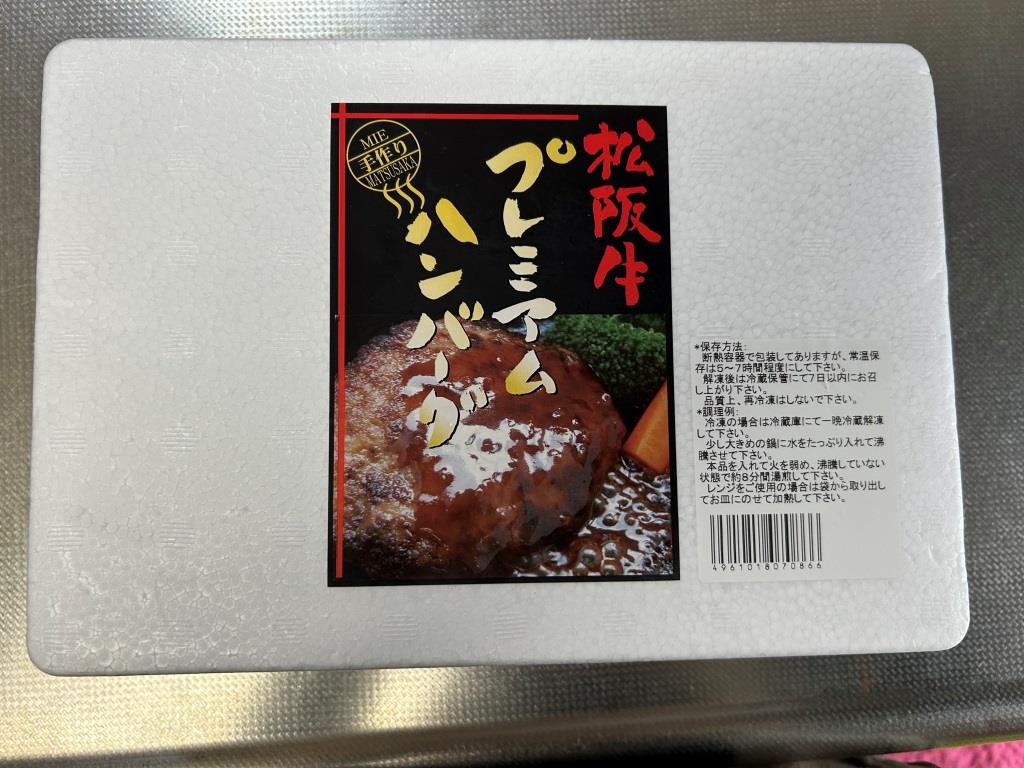 松阪牛
プレミアム
ハンバーグ
MIE
手作り
MATSUSAKA
*保存方法:
断熱容器で包装してありますが、常温保
存は5〜7時間程度にして下さい。
解凍後は冷蔵保管にて7日以内にお召
し上がり下さい。
品質上、再冷凍はしないで下さい。
*調理例:
冷凍の場合は冷蔵庫にて一晩冷蔵解凍
して下さい。
少し大きめの鍋に水をたっぷり入れて沸
騰させて下さい。
本品を入れて火を弱め、沸騰していない
状態で約8分間湯煎して下さい。
レンジをご使用の場合は袋から取り出し
てお皿にのせて加熱して下さい。
4961018070866